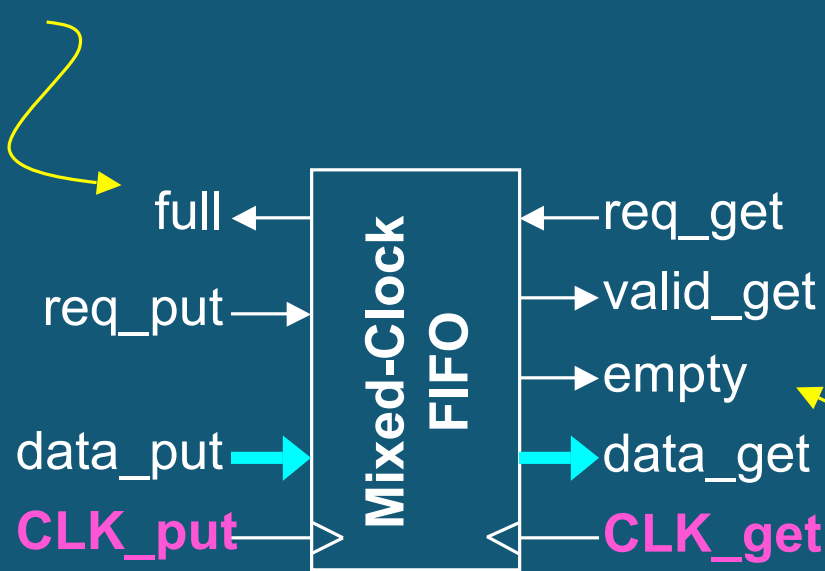 full
req_put
data_put
CLK_put
Mixed-Clock
FIFO
req_get
valid_get
empty
data_get
CLK_get